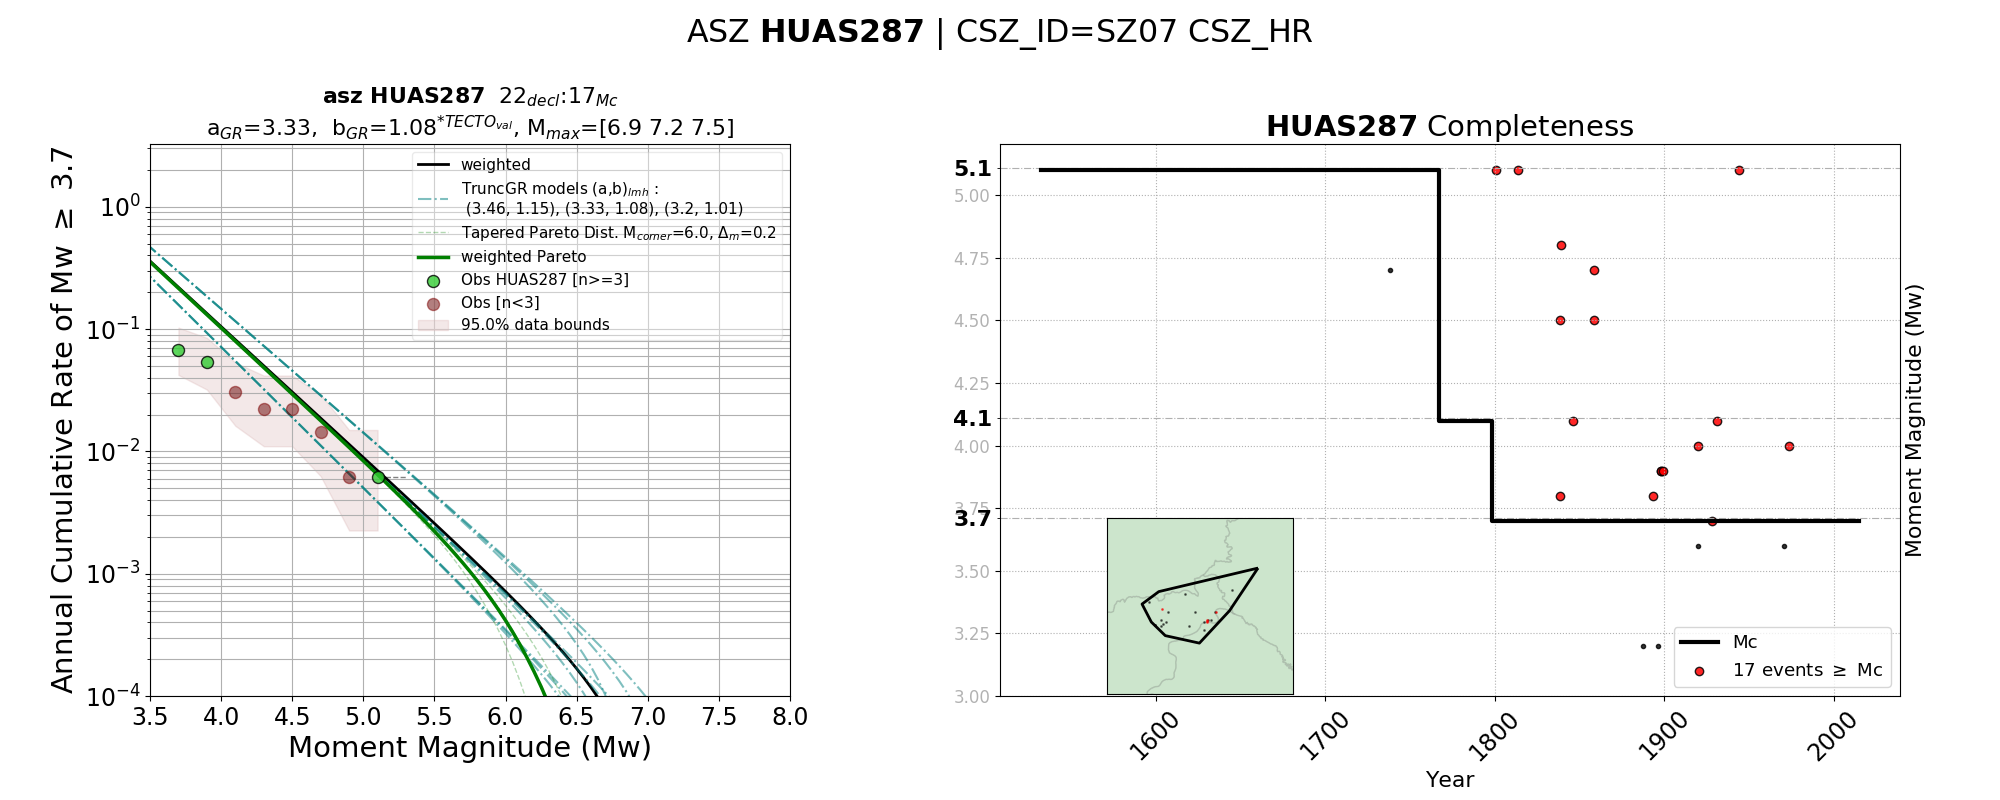 ASZ HUAS287 | CSZ_ID=SZ07 CSZ_HR
asz HUAS287 22decl:17Mc
aGR=3.33, bGR=1.08*TECTOval, Mmax=[6.9 7.2 7.5]
Annual Cumulative Rate of Mw ≥ 3.7
10^0
10^-1
10^-2
10^-3
10^-4
weighted
TruncGR models (a,b)lmh :
(3.46, 1.15), (3.33, 1.08), (3.2, 1.01)
Tapered Pareto Dist. Mcorner=6.0, Δm=0.2
weighted Pareto
Obs HUAS287 [n>=3]
Obs [n<3]
95.0% data bounds
3.5 4.0 4.5 5.0 5.5 6.0 6.5 7.0 7.5 8.0
Moment Magnitude (Mw)
HUAS287 Completeness
5.1
5.00
4.75
4.50
4.25
4.1
4.00
3.75
3.7
3.50
3.25
3.00
Moment Magnitude (Mw)
Mc
17 events ≥ Mc
1600 1700 1800 1900 2000
Year